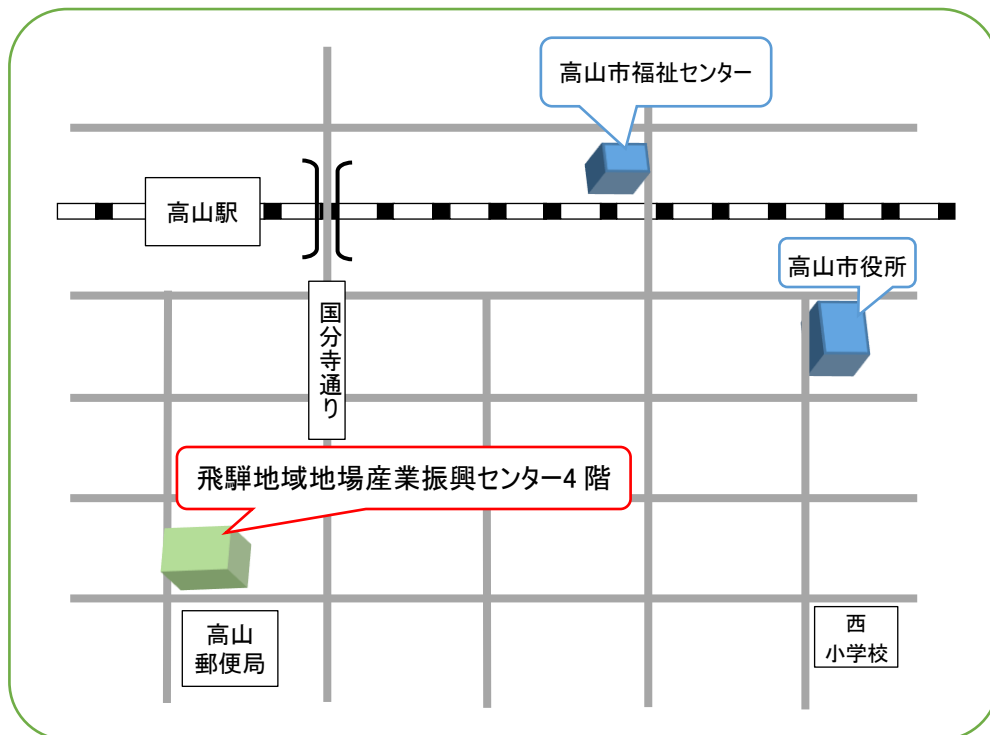 高山市福祉センター
高山駅
高山市役所
国分寺通り
飛騨地域地場産業振興センター4 階
高山
郵便局
西
小学校